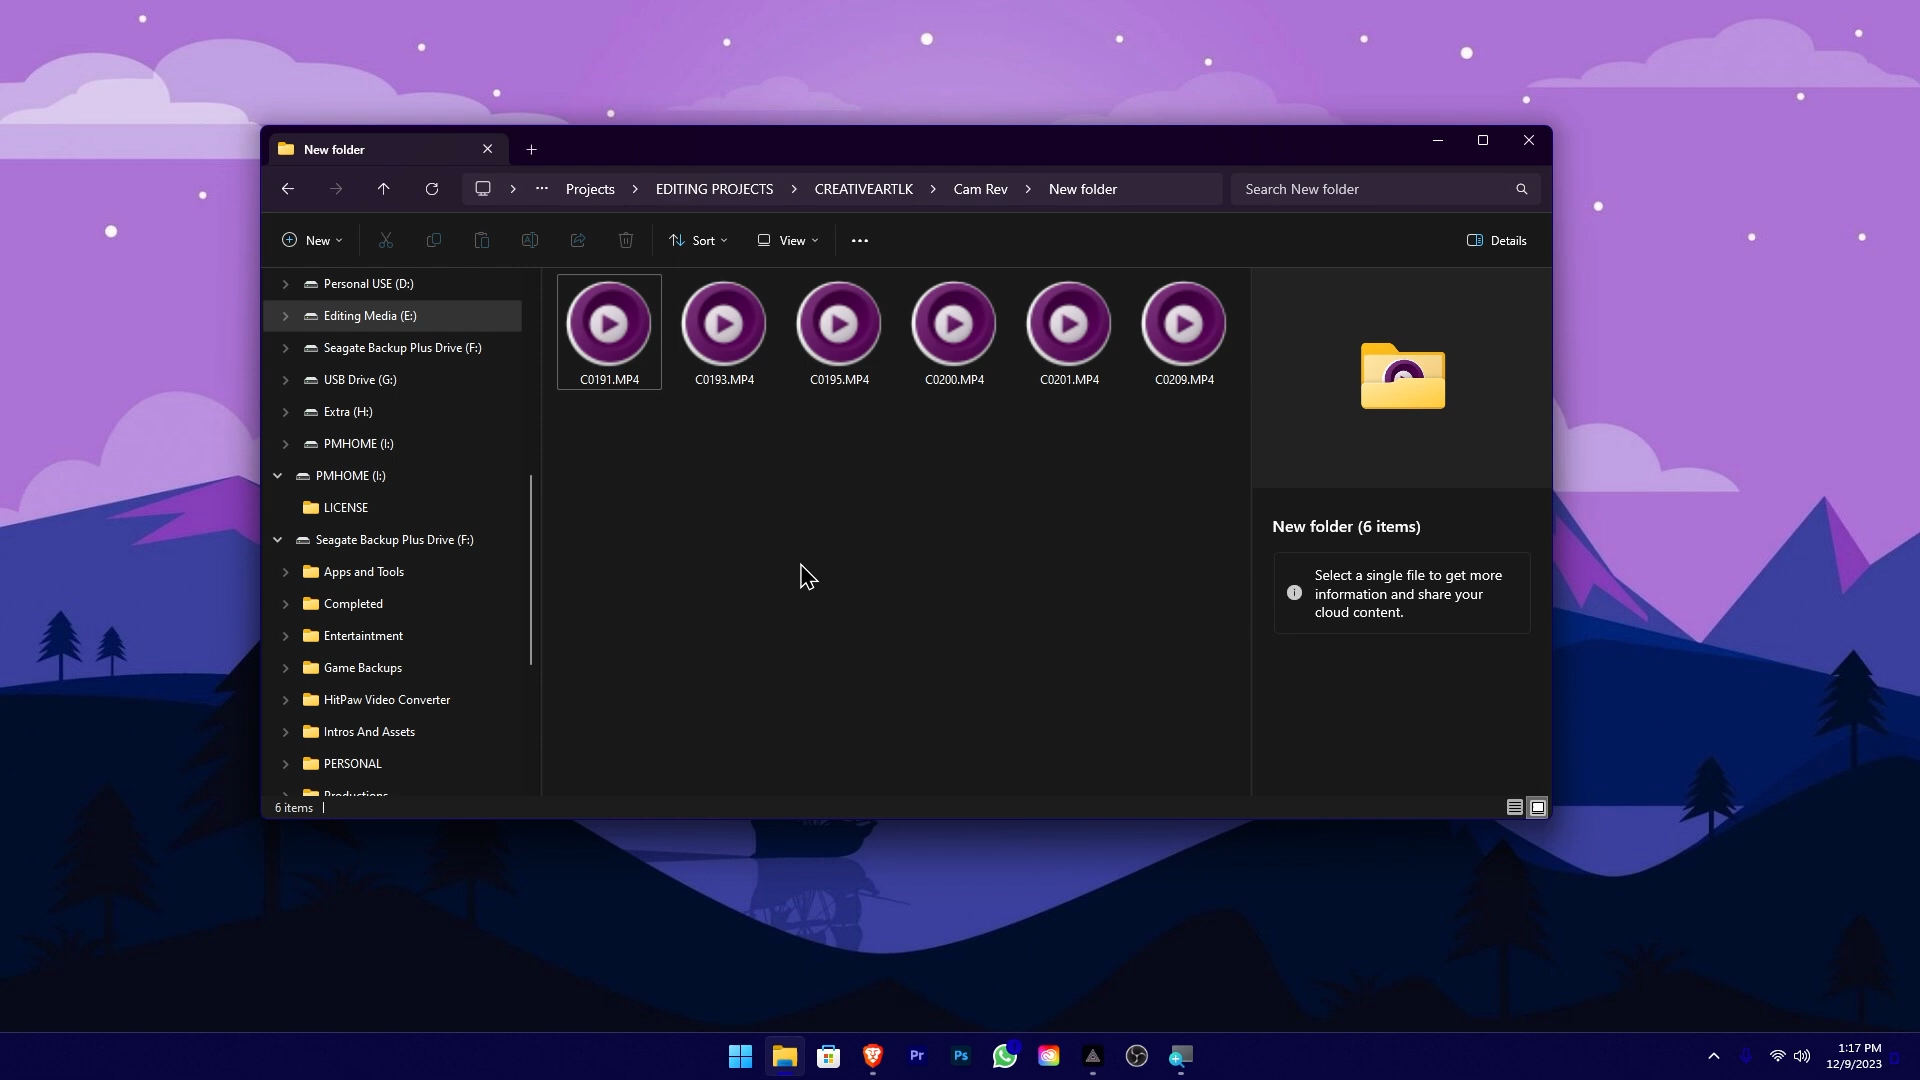 New folder
Projects
EDITING PROJECTS
CREATIVEARTLK
Cam Rev
New folder
Search New folder
New
Sort
View
Details
Personal USE (D:)
Editing Media (E:)
Seagate Backup Plus Drive (F:)
USB Drive (G:)
Extra (H:)
PMHOME (I:)
PMHOME (I:)
LICENSE
Seagate Backup Plus Drive (F:)
Apps and Tools
Completed
Entertaintment
Game Backups
HitPaw Video Converter
Intros And Assets
PERSONAL
Productions
C0191.MP4
C0193.MP4
C0195.MP4
C0200.MP4
C0201.MP4
C0209.MP4
New folder (6 items)
Select a single file to get more
information and share your
cloud content.
6 items
Pr
Ps
1:17 PM
12/9/2023